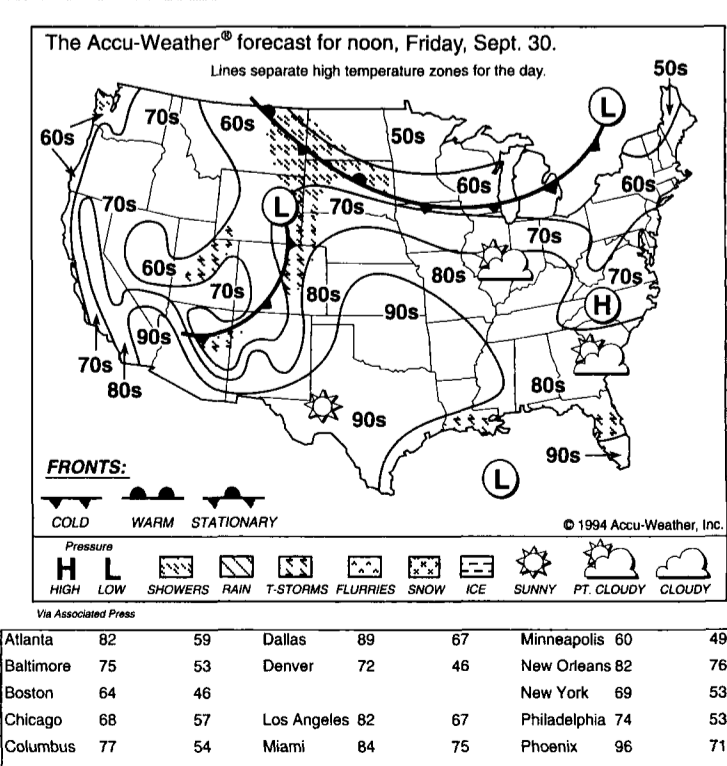 The Accu-Weather® forecast for noon, Friday, Sept. 30.
Lines separate high temperature zones for the day.
50s
L
70s
60s
50s
60s
60s
60s
70s
L
70s
70s
60s
70s
80s
80s
90s
70s
H
90s
70s
80s
80s
90s
90s
L
FRONTS:
COLD WARM STATIONARY
© 1994 Accu-Weather, Inc.
Pressure
H L
HIGH LOW SHOWERS RAIN T-STORMS FLURRIES SNOW ICE SUNNY PT. CLOUDY CLOUDY
Via Associated Press
Atlanta 82 59 Dallas 89 67 Minneapolis 60 49
Baltimore 75 53 Denver 72 46 New Orleans 82 76
Boston 64 46 New York 69 53
Chicago 68 57 Los Angeles 82 67 Philadelphia 74 53
Columbus 77 54 Miami 84 75 Phoenix 96 71